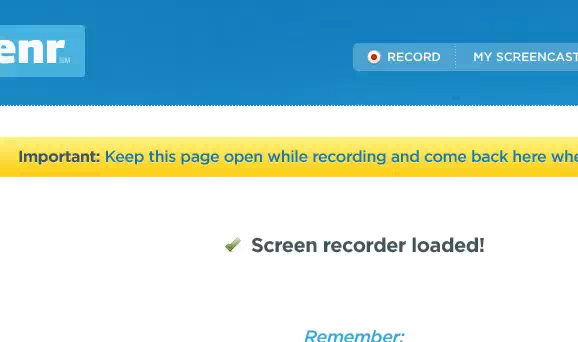 enr SM
RECORD MY SCREENCAST
Important: Keep this page open while recording and come back here whe
Screen recorder loaded!
Remember: